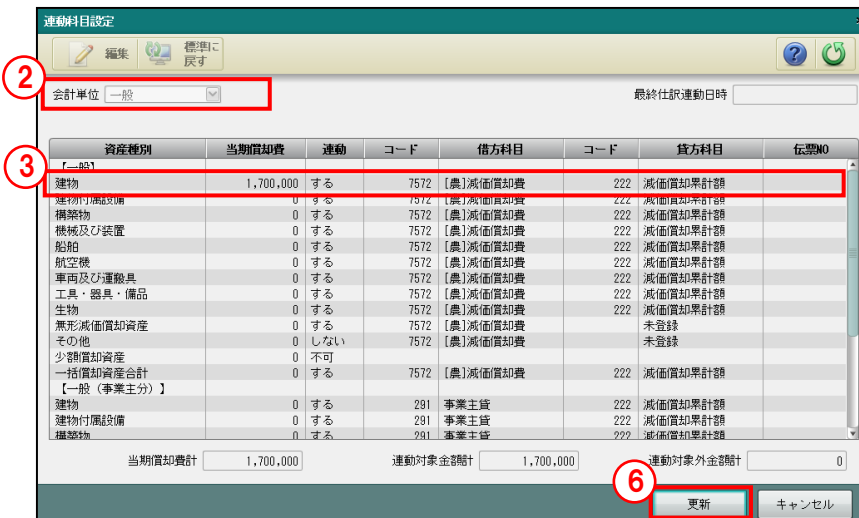 連動科目設定
編集 標準に戻す
②
会計単位 一般 最終仕訳連動日時
資産種別 当期償却費 連動 コード 借方科目 コード 貸方科目 伝票NO
【一般】
③
建物 1,700,000 する 7572 [農]減価償却費 222 減価償却累計額
建物付属設備 0 する 7572 [農]減価償却費 222 減価償却累計額
構築物 0 する 7572 [農]減価償却費 222 減価償却累計額
機械及び装置 0 する 7572 [農]減価償却費 222 減価償却累計額
船舶 0 する 7572 [農]減価償却費 222 減価償却累計額
航空機 0 する 7572 [農]減価償却費 222 減価償却累計額
車両及び運搬具 0 する 7572 [農]減価償却費 222 減価償却累計額
工具・器具・備品 0 する 7572 [農]減価償却費 222 減価償却累計額
生物 0 する 7572 [農]減価償却費 222 減価償却累計額
無形減価償却資産 0 する 7572 [農]減価償却費 未登録
その他 0 しない 7572 [農]減価償却費 未登録
少額償却資産 0 不可
一括償却資産合計 0 する 7572 [農]減価償却費 222 減価償却累計額
【一般（事業主分）】
建物 0 する 291 事業主貸 222 減価償却累計額
建物付属設備 0 する 291 事業主貸 222 減価償却累計額
構築物 0 する 291 事業主貸 222 減価償却累計額
当期償却費計 1,700,000 連動対象金額計 1,700,000 連動対象外金額計 0
⑥
更新 キャンセル